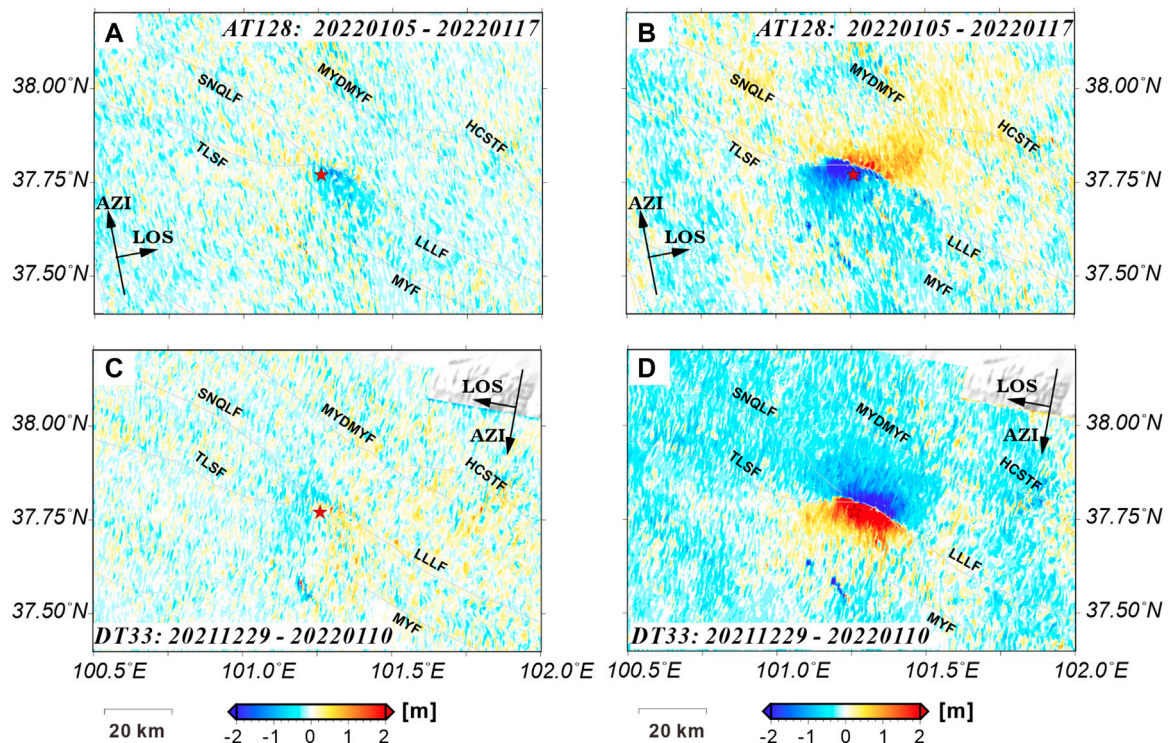 A
AT128: 20220105 - 20220117
B
AT128: 20220105 - 20220117
38.00°N
SNQLF
MYDMYF
HCSTF
TLSF
37.75°N
AZI
LOS
LLLF
37.50°N
MYF
SNQLF
MYDMYF
38.00°N
HCSTF
TLSF
37.75°N
AZI
LOS
LLLF
37.50°N
MYF
C
LOS
AZI
38.00°N
SNQLF
MYDMYF
HCSTF
TLSF
37.75°N
LLLF
37.50°N
MYF
DT33: 20211229 - 20220110
D
LOS
AZI
SNQLF
MYDMYF
38.00°N
HCSTF
TLSF
37.75°N
LLLF
37.50°N
MYF
DT33: 20211229 - 20220110
100.5°E 101.0°E 101.5°E 102.0°E
100.5°E 101.0°E 101.5°E 102.0°E
20 km
-2 -1 0 1 2
[m]
20 km
-2 -1 0 1 2
[m]